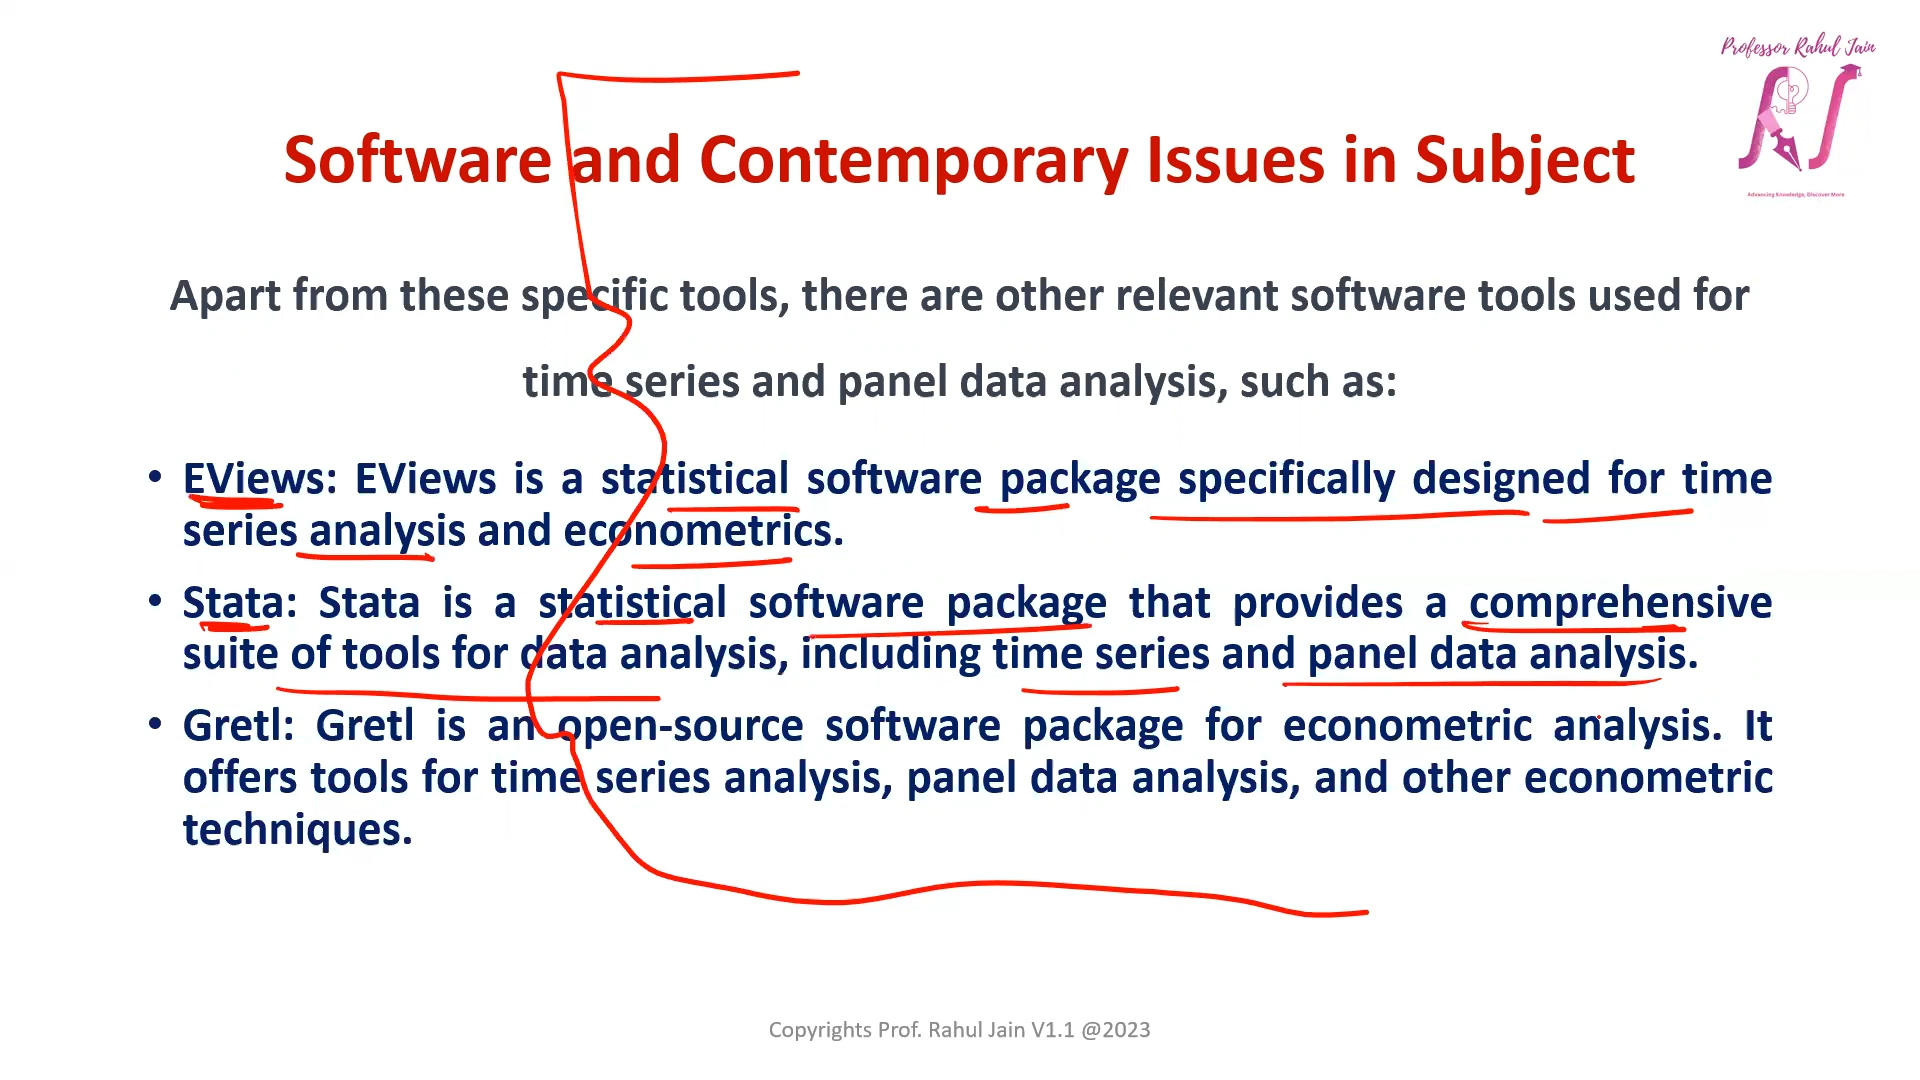 Professor Rahul Jain
Advancing Knowledge, Discover More
Software and Contemporary Issues in Subject
Apart from these specific tools, there are other relevant software tools used for
time series and panel data analysis, such as:
• EViews: EViews is a statistical software package specifically designed for time
series analysis and econometrics.
• Stata: Stata is a statistical software package that provides a comprehensive
suite of tools for data analysis, including time series and panel data analysis.
• Gretl: Gretl is an open-source software package for econometric analysis. It
offers tools for time series analysis, panel data analysis, and other econometric
techniques.
Copyrights Prof. Rahul Jain V1.1 @2023